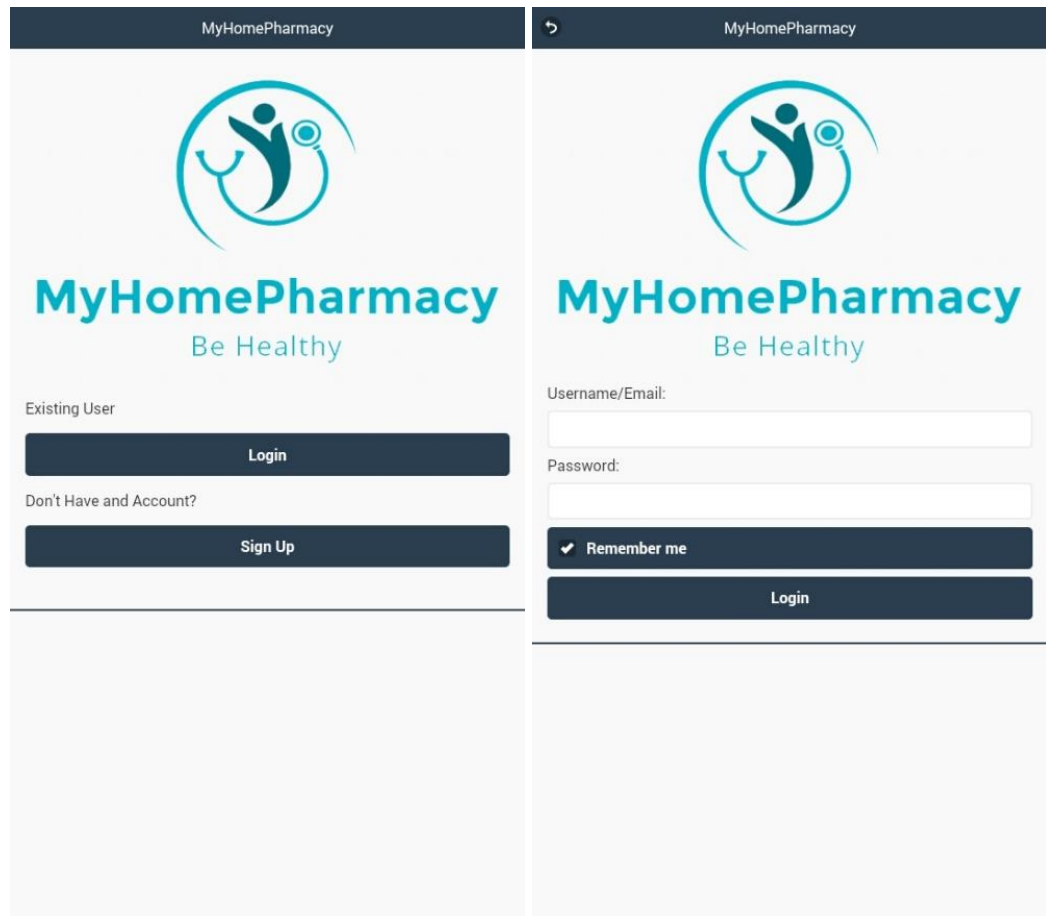 MyHomePharmacy
MyHomePharmacy
Be Healthy
Existing User
Login
Don't Have and Account?
Sign Up
MyHomePharmacy
MyHomePharmacy
Be Healthy
Username/Email:
Password:
Remember me
Login